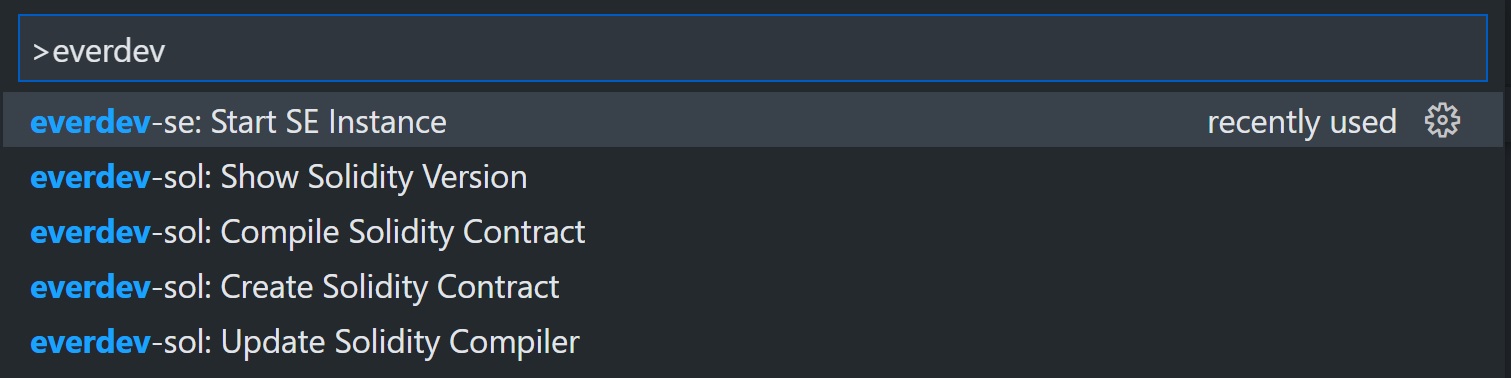 >everdev
everdev-se: Start SE Instance recently used
everdev-sol: Show Solidity Version
everdev-sol: Compile Solidity Contract
everdev-sol: Create Solidity Contract
everdev-sol: Update Solidity Compiler